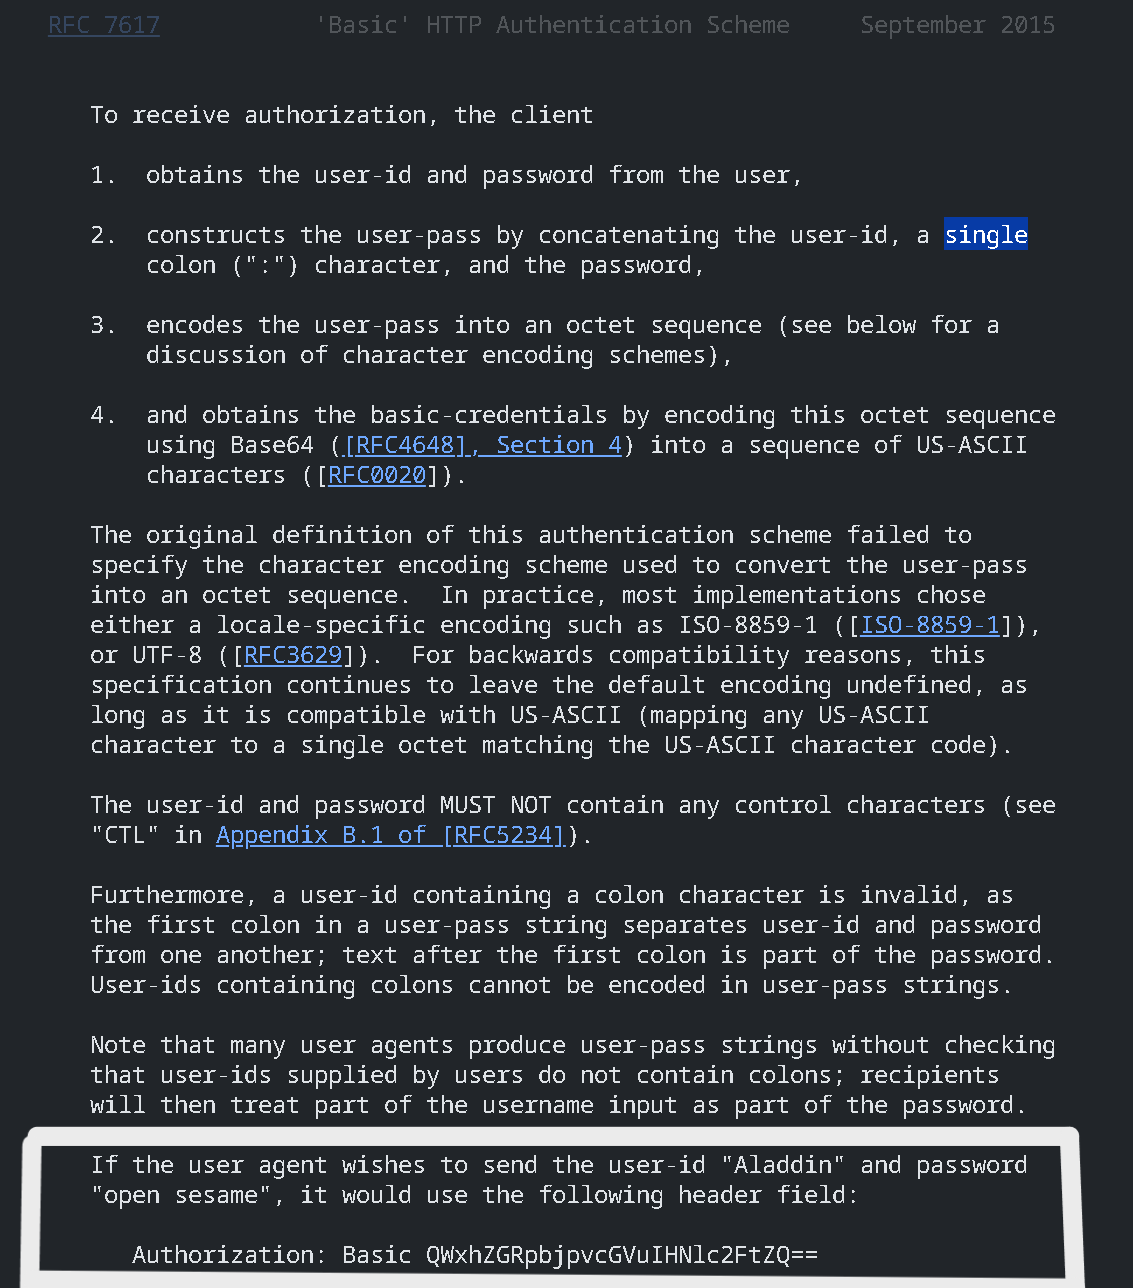 RFC 7617 'Basic' HTTP Authentication Scheme September 2015
To receive authorization, the client
1. obtains the user-id and password from the user,
2. constructs the user-pass by concatenating the user-id, a single
colon (":") character, and the password,
3. encodes the user-pass into an octet sequence (see below for a
discussion of character encoding schemes),
4. and obtains the basic-credentials by encoding this octet sequence
using Base64 ([RFC4648], Section 4) into a sequence of US-ASCII
characters ([RFC0020]).
The original definition of this authentication scheme failed to
specify the character encoding scheme used to convert the user-pass
into an octet sequence. In practice, most implementations chose
either a locale-specific encoding such as ISO-8859-1 ([ISO-8859-1]),
or UTF-8 ([RFC3629]). For backwards compatibility reasons, this
specification continues to leave the default encoding undefined, as
long as it is compatible with US-ASCII (mapping any US-ASCII
character to a single octet matching the US-ASCII character code).
The user-id and password MUST NOT contain any control characters (see
"CTL" in Appendix B.1 of [RFC5234]).
Furthermore, a user-id containing a colon character is invalid, as
the first colon in a user-pass string separates user-id and password
from one another; text after the first colon is part of the password.
User-ids containing colons cannot be encoded in user-pass strings.
Note that many user agents produce user-pass strings without checking
that user-ids supplied by users do not contain colons; recipients
will then treat part of the username input as part of the password.
If the user agent wishes to send the user-id "Aladdin" and password
"open sesame", it would use the following header field:
Authorization: Basic QWxhZGRpbjpvcGVuIHNlc2FtZQ==